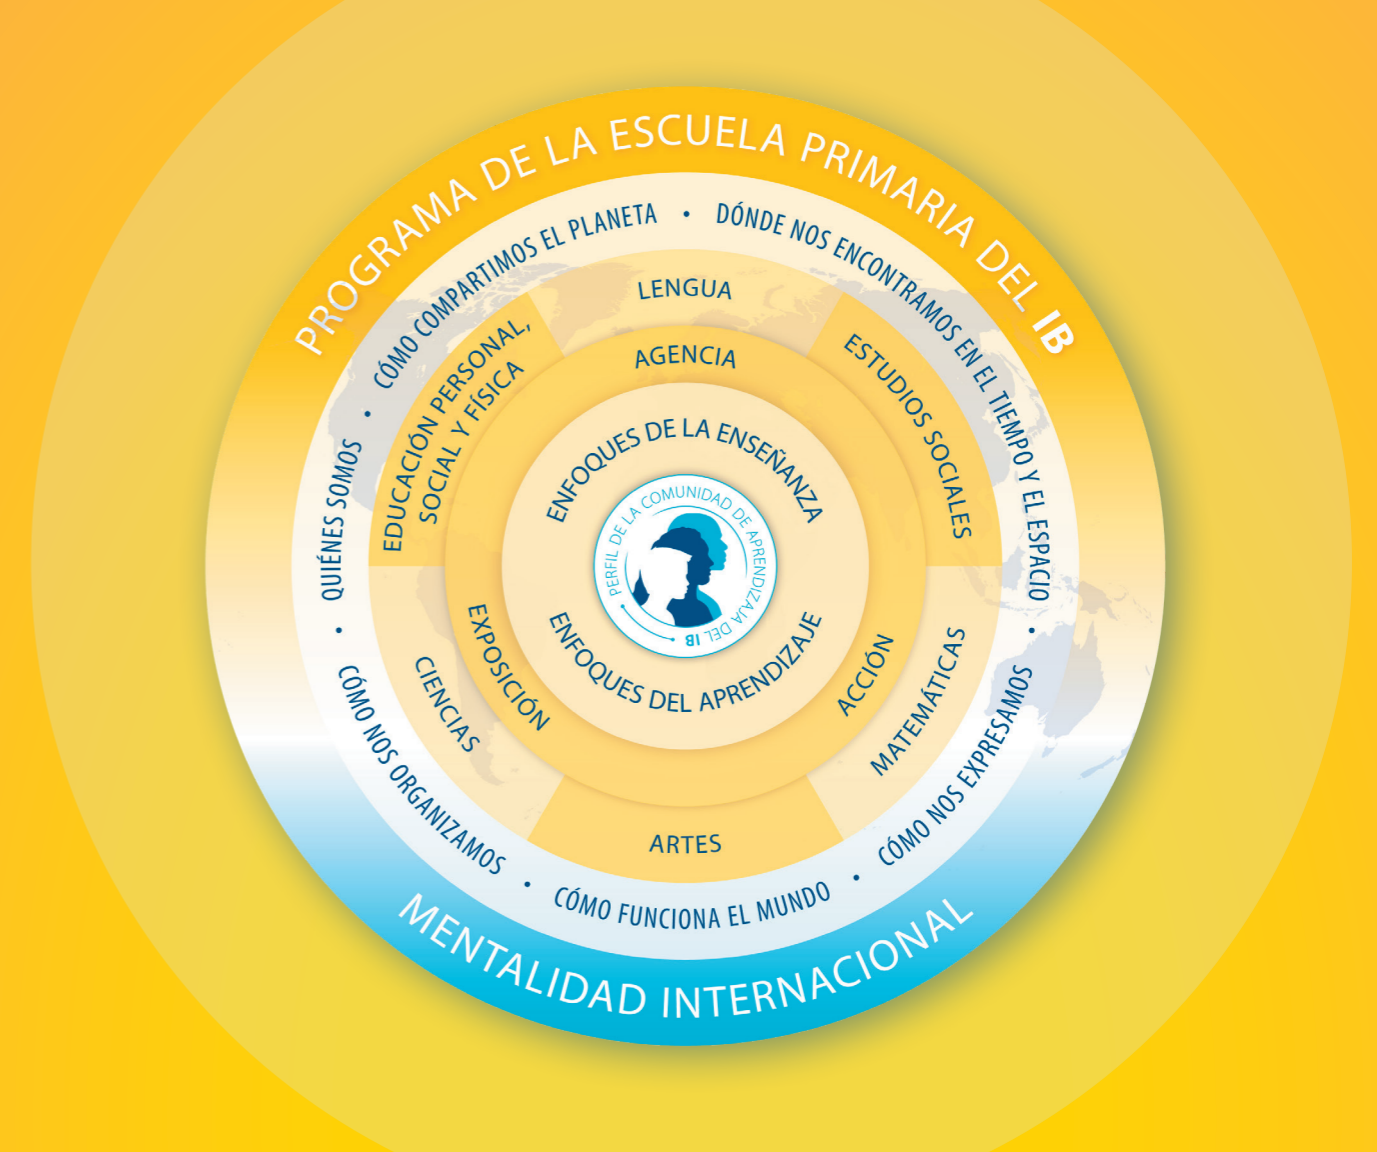 PROGRAMA DE LA ESCUELA PRIMARIA DEL IB
CÓMO COMPARTIMOS EL PLANETA • DÓNDE NOS ENCONTRAMOS EN EL TIEMPO Y EL ESPACIO •
CÓMO NOS EXPRESAMOS •
CÓMO FUNCIONA EL MUNDO •
CÓMO NOS ORGANIZAMOS •
QUIÉNES SOMOS •
LENGUA
ESTUDIOS SOCIALES
MATEMÁTICAS
ARTES
CIENCIAS
EDUCACIÓN PERSONAL,
SOCIAL Y FÍSICA
AGENCIA
ACCIÓN
EXPOSICIÓN
ENFOQUES DE LA ENSEÑANZA
PERFIL DE LA COMUNIDAD DE APRENDIZAJA DEL IB
ENFOQUES DEL APRENDIZAJE
MENTALIDAD INTERNACIONAL